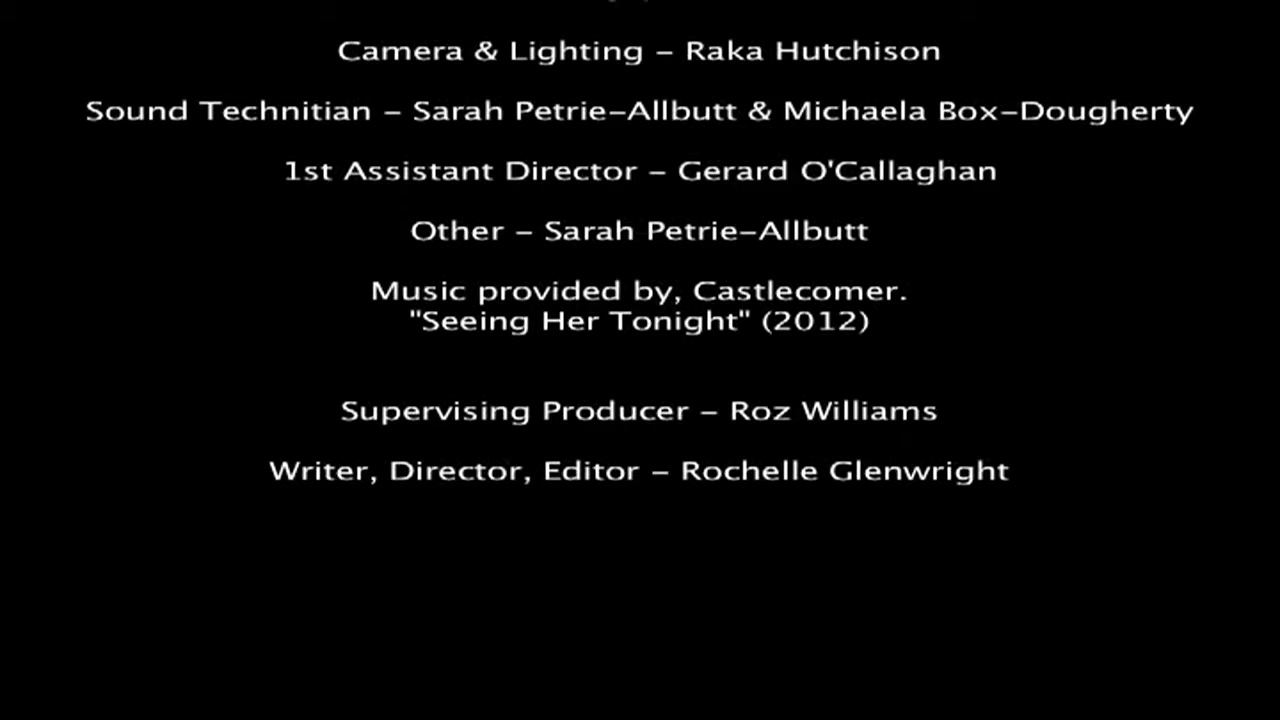 Camera & Lighting – Raka Hutchison
Sound Technitian – Sarah Petrie–Allbutt & Michaela Box–Dougherty
1st Assistant Director – Gerard O'Callaghan
Other – Sarah Petrie–Allbutt
Music provided by, Castlecomer.
"Seeing Her Tonight" (2012)
Supervising Producer – Roz Williams
Writer, Director, Editor – Rochelle Glenwright